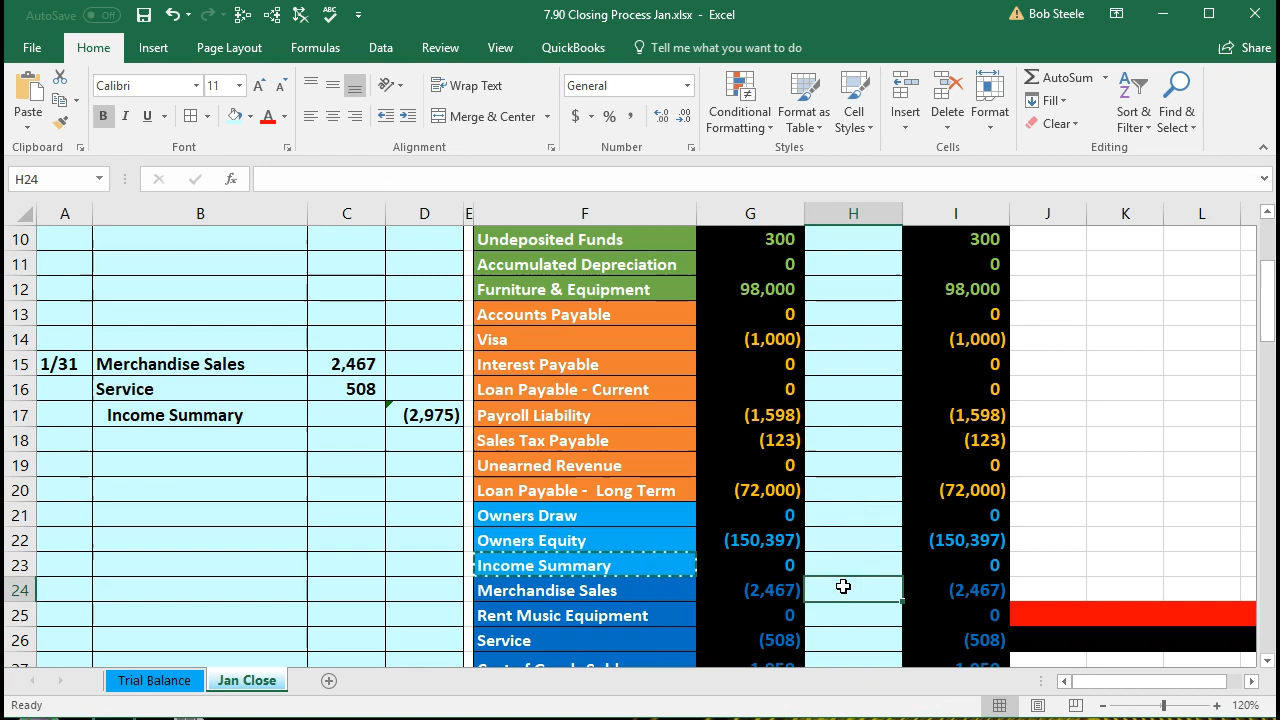 AutoSave Off 7.90 Closing Process Jan.xlsx - Excel Bob Steele
File Home Insert Page Layout Formulas Data Review View QuickBooks Tell me what you want to do Share
Calibri 11 Wrap Text General AutoSum
Paste B I U A Merge & Center $ % , Conditional Formatting Format as Table Cell Styles Insert Delete Format Fill Clear Sort & Filter Find & Select
Clipboard Font Alignment Number Styles Cells Editing
H24 fx
A B C D E F G H I J K L
10 Undeposited Funds 300 300
11 Accumulated Depreciation 0 0
12 Furniture & Equipment 98,000 98,000
13 Accounts Payable 0 0
14 Visa (1,000) (1,000)
15 1/31 Merchandise Sales 2,467 Interest Payable 0 0
16 Service 508 Loan Payable - Current 0 0
17 Income Summary (2,975) Payroll Liability (1,598) (1,598)
18 Sales Tax Payable (123) (123)
19 Unearned Revenue 0 0
20 Loan Payable - Long Term (72,000) (72,000)
21 Owners Draw 0 0
22 Owners Equity (150,397) (150,397)
23 Income Summary 0 0
24 Merchandise Sales (2,467) (2,467)
25 Rent Music Equipment 0 0
26 Service (508) (508)
Trial Balance Jan Close
Ready 120%